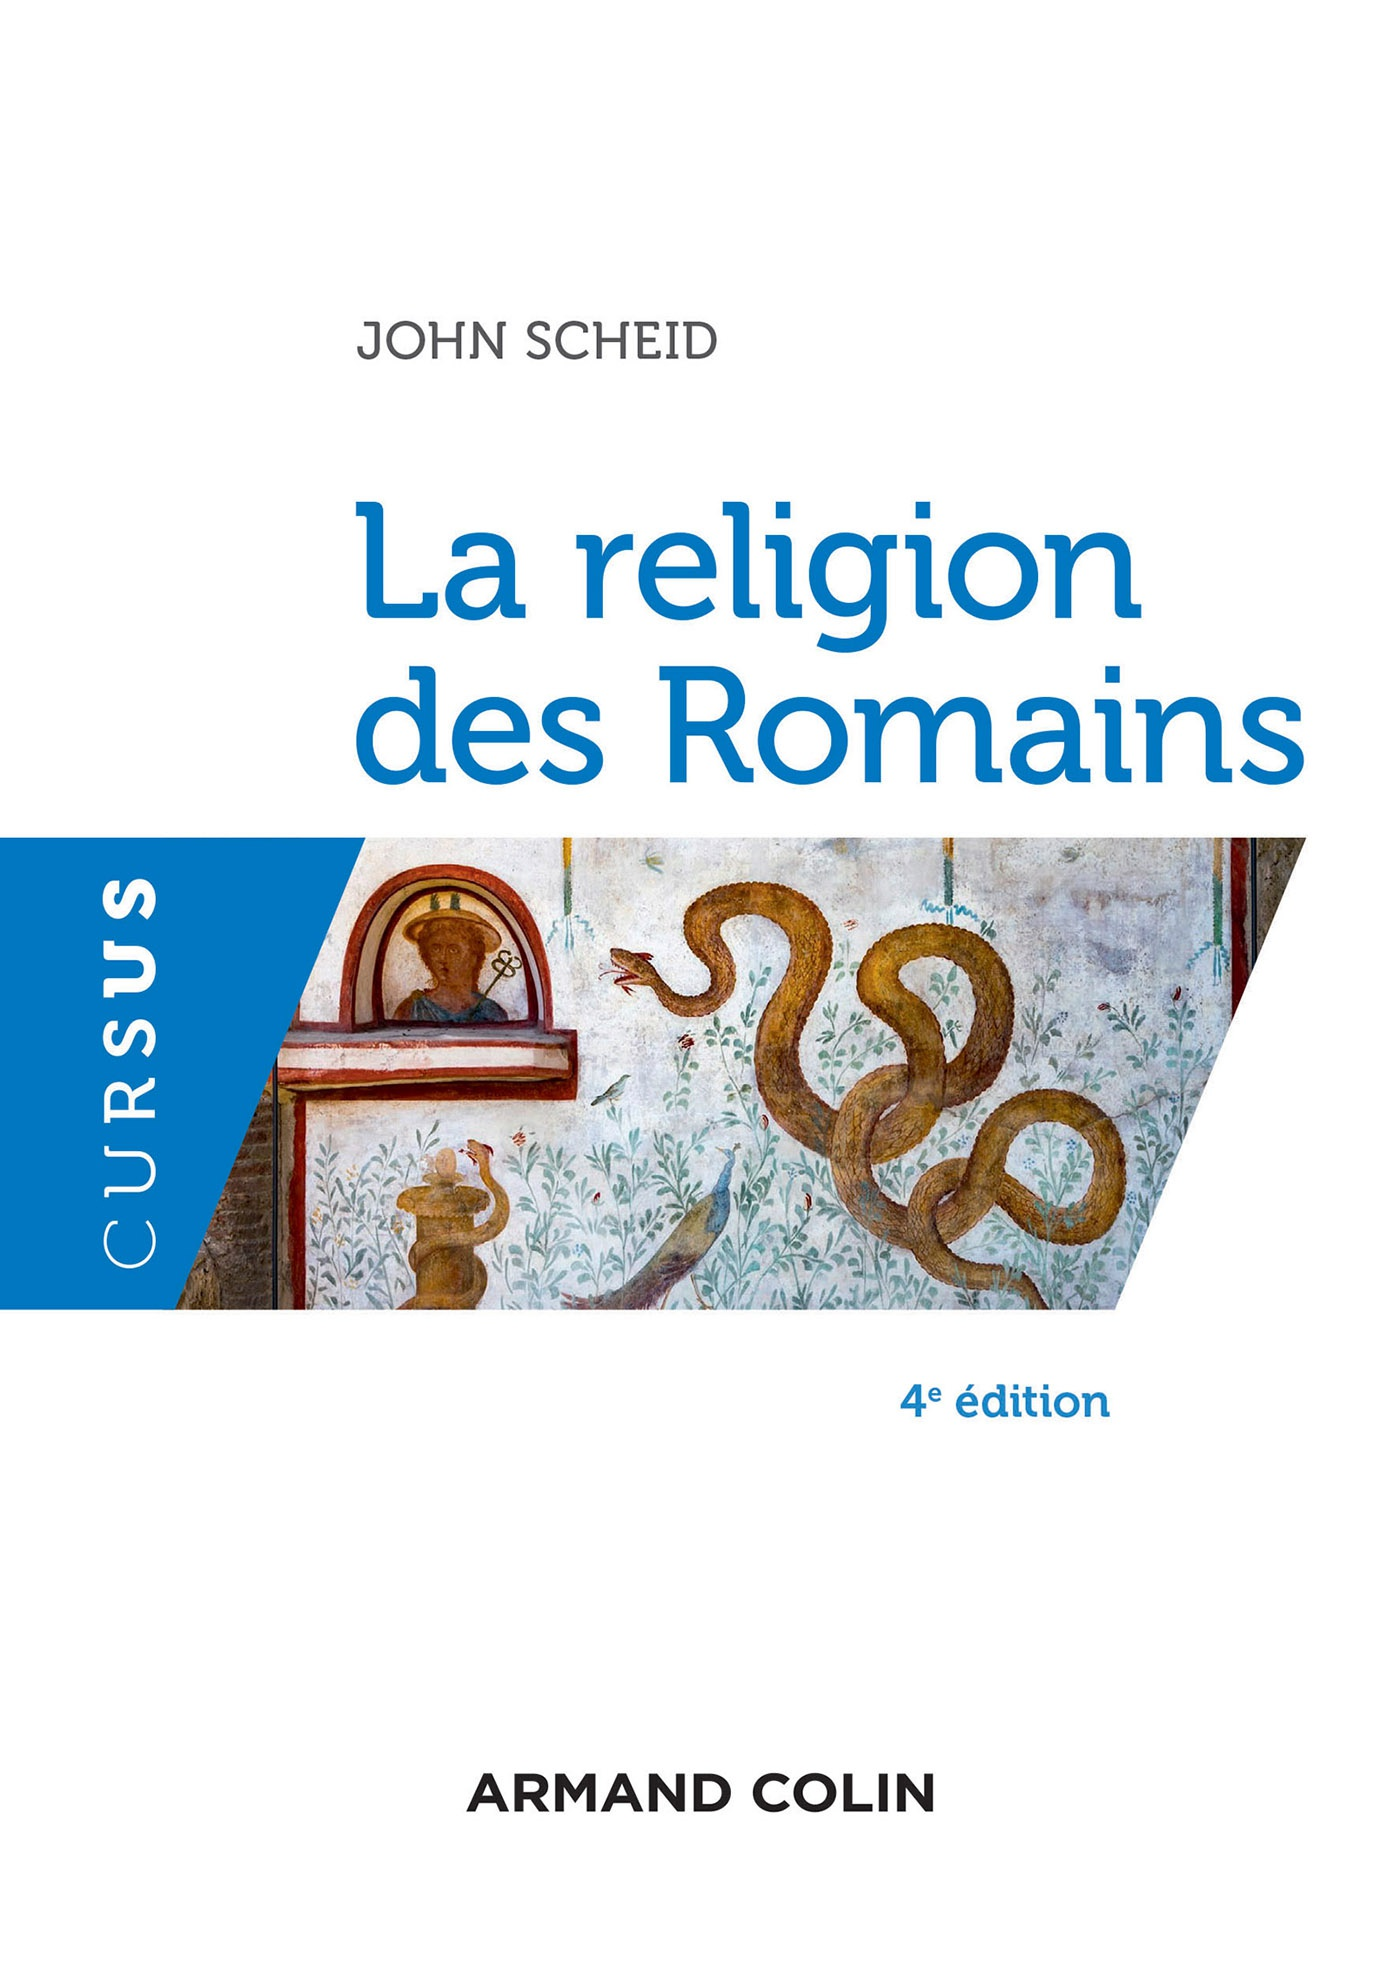 JOHN SCHEID
La religion
des Romains
CURSUS
4e édition
ARMAND COLIN